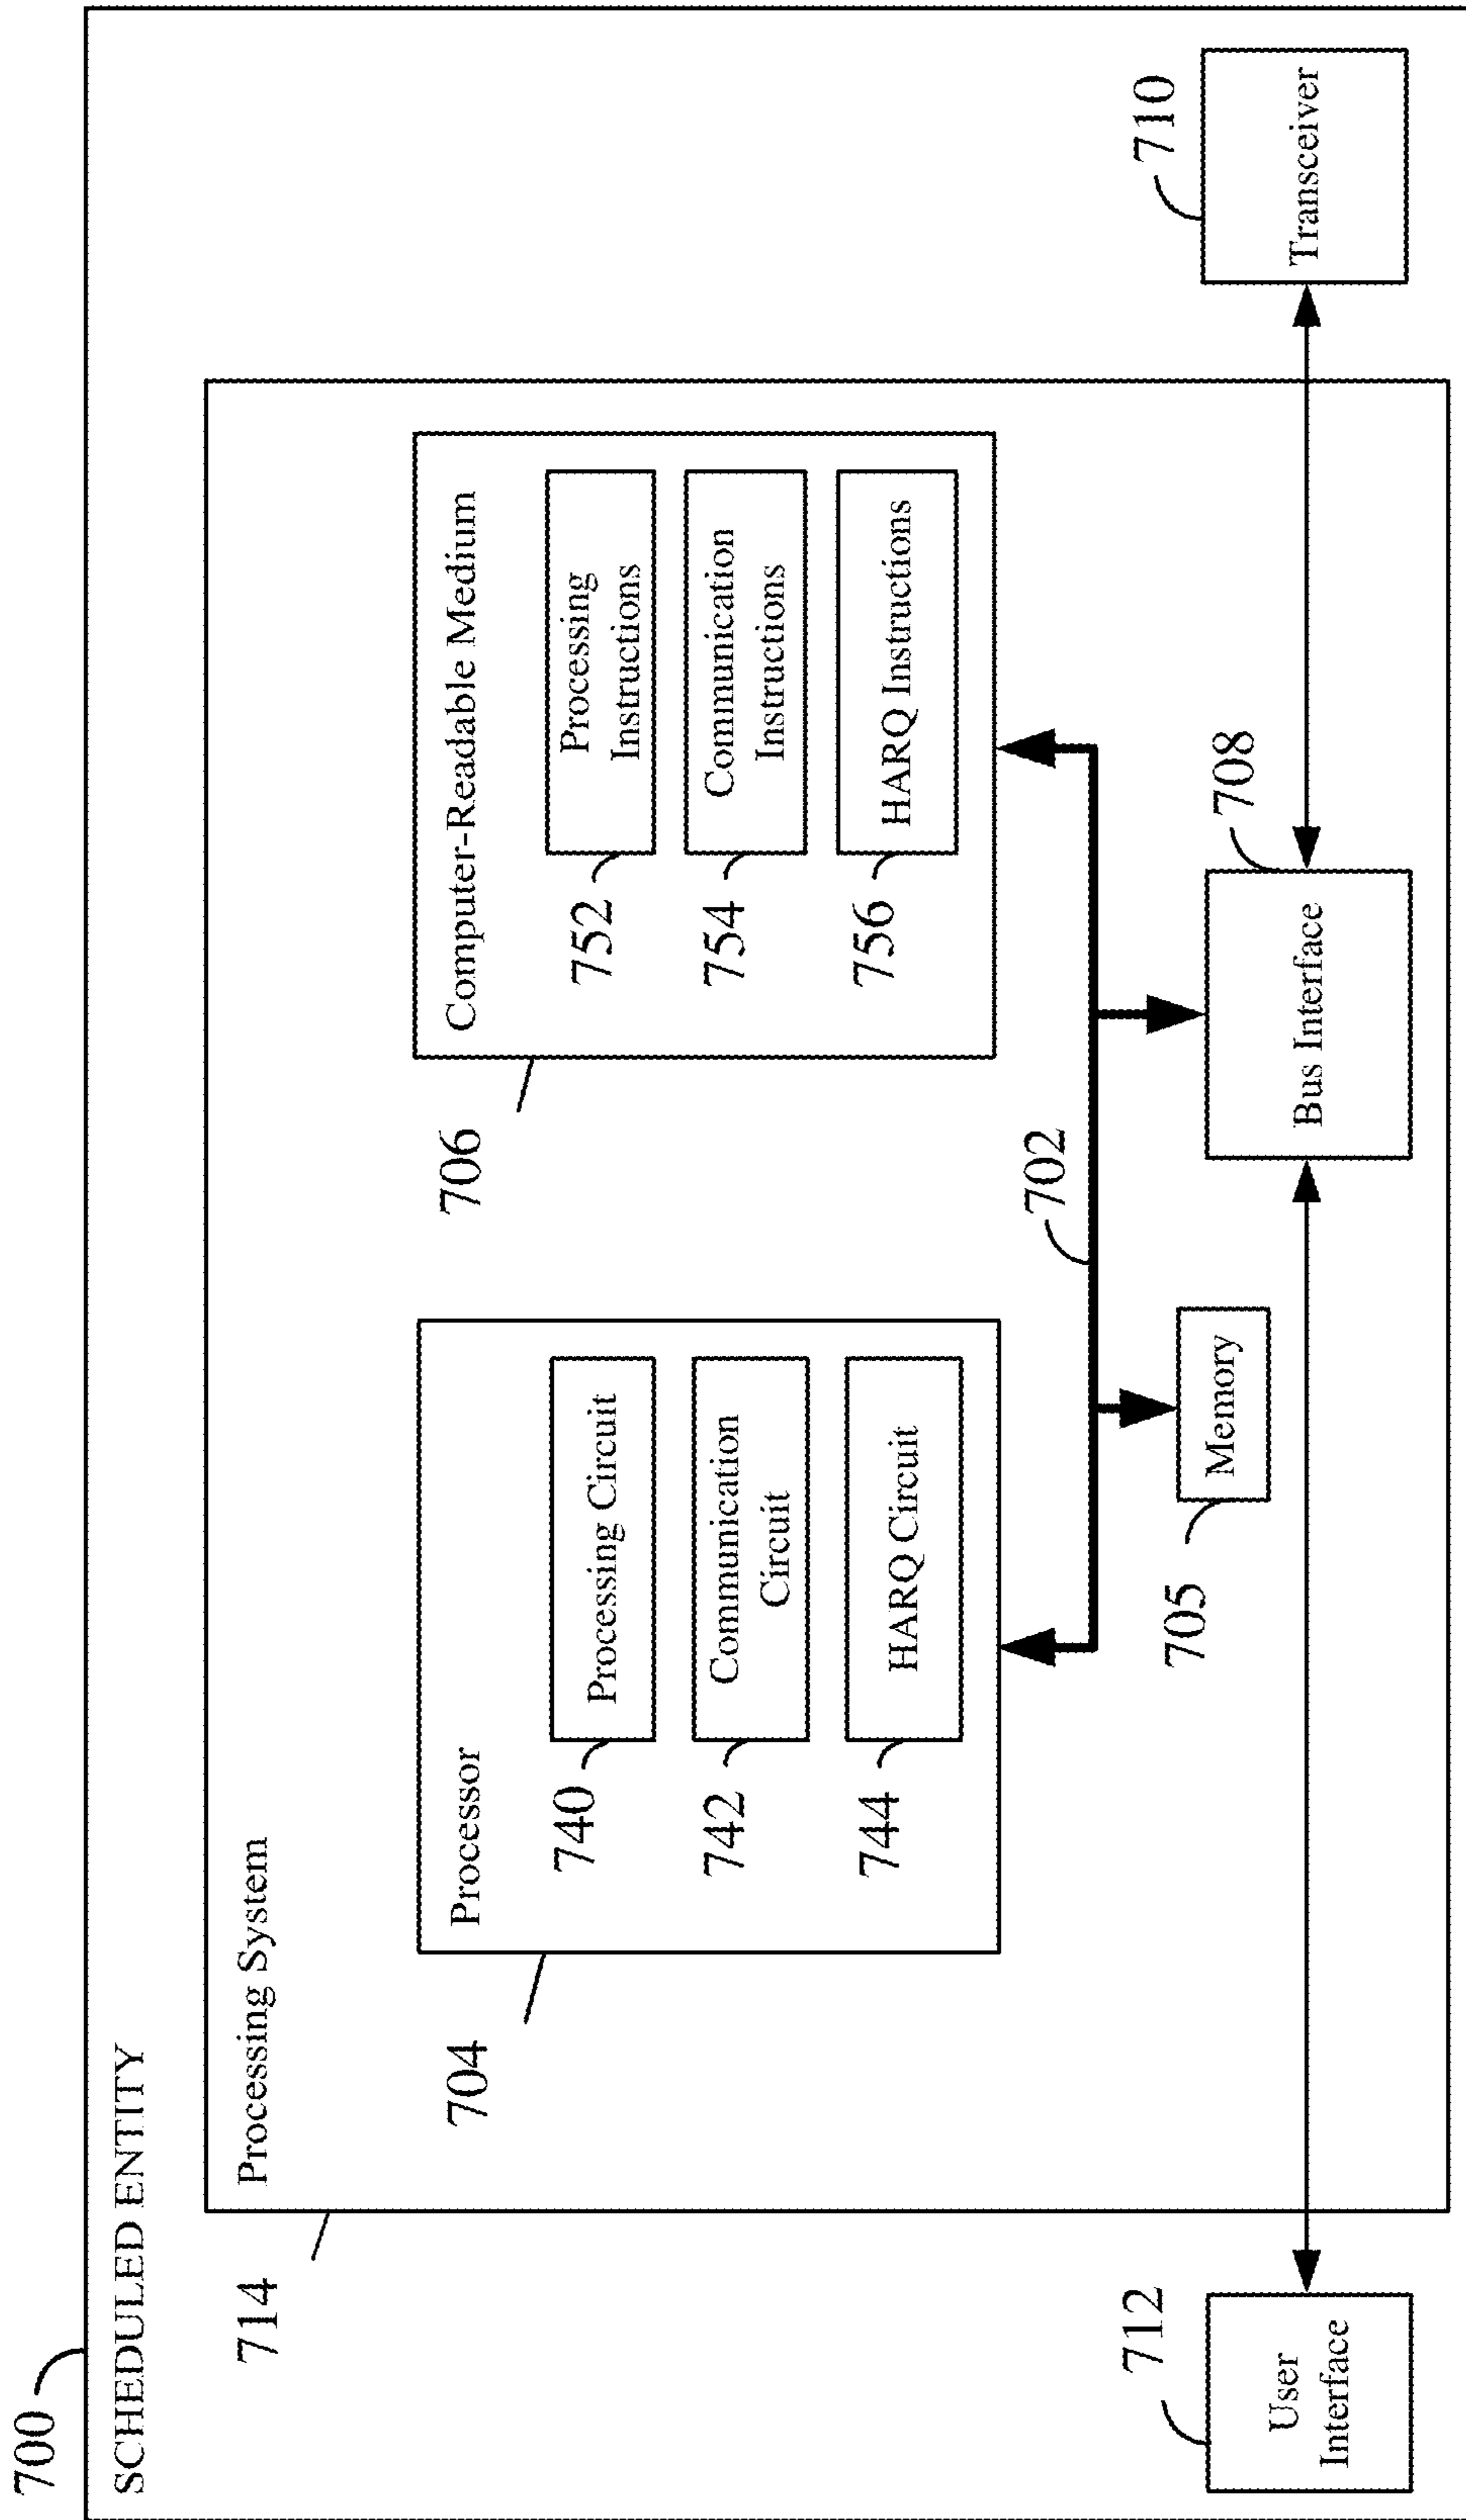 700
SCHEDULED ENTITY
714
Processing System
704
Processor
740
Processing Circuit
742
Communication
Circuit
744
HARQ Circuit
706
Computer-Readable Medium
752
Processing
Instructions
754
Communication
Instructions
756
HARQ Instructions
702
705
Memory
708
Bus Interface
712
User
Interface
710
Transceiver